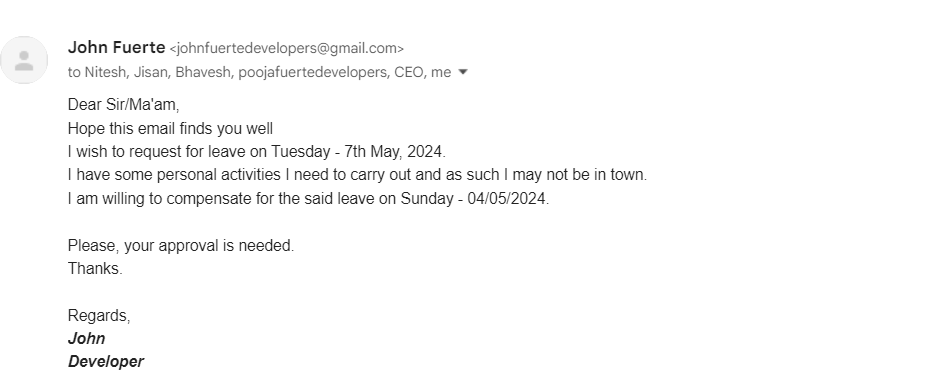 John Fuerte <johnfuertedevelopers@gmail.com>
to Nitesh, Jisan, Bhavesh, poojafuertedevelopers, CEO, me
Dear Sir/Ma'am,
Hope this email finds you well
I wish to request for leave on Tuesday - 7th May, 2024.
I have some personal activities I need to carry out and as such I may not be in town.
I am willing to compensate for the said leave on Sunday - 04/05/2024.
Please, your approval is needed.
Thanks.
Regards,
John
Developer